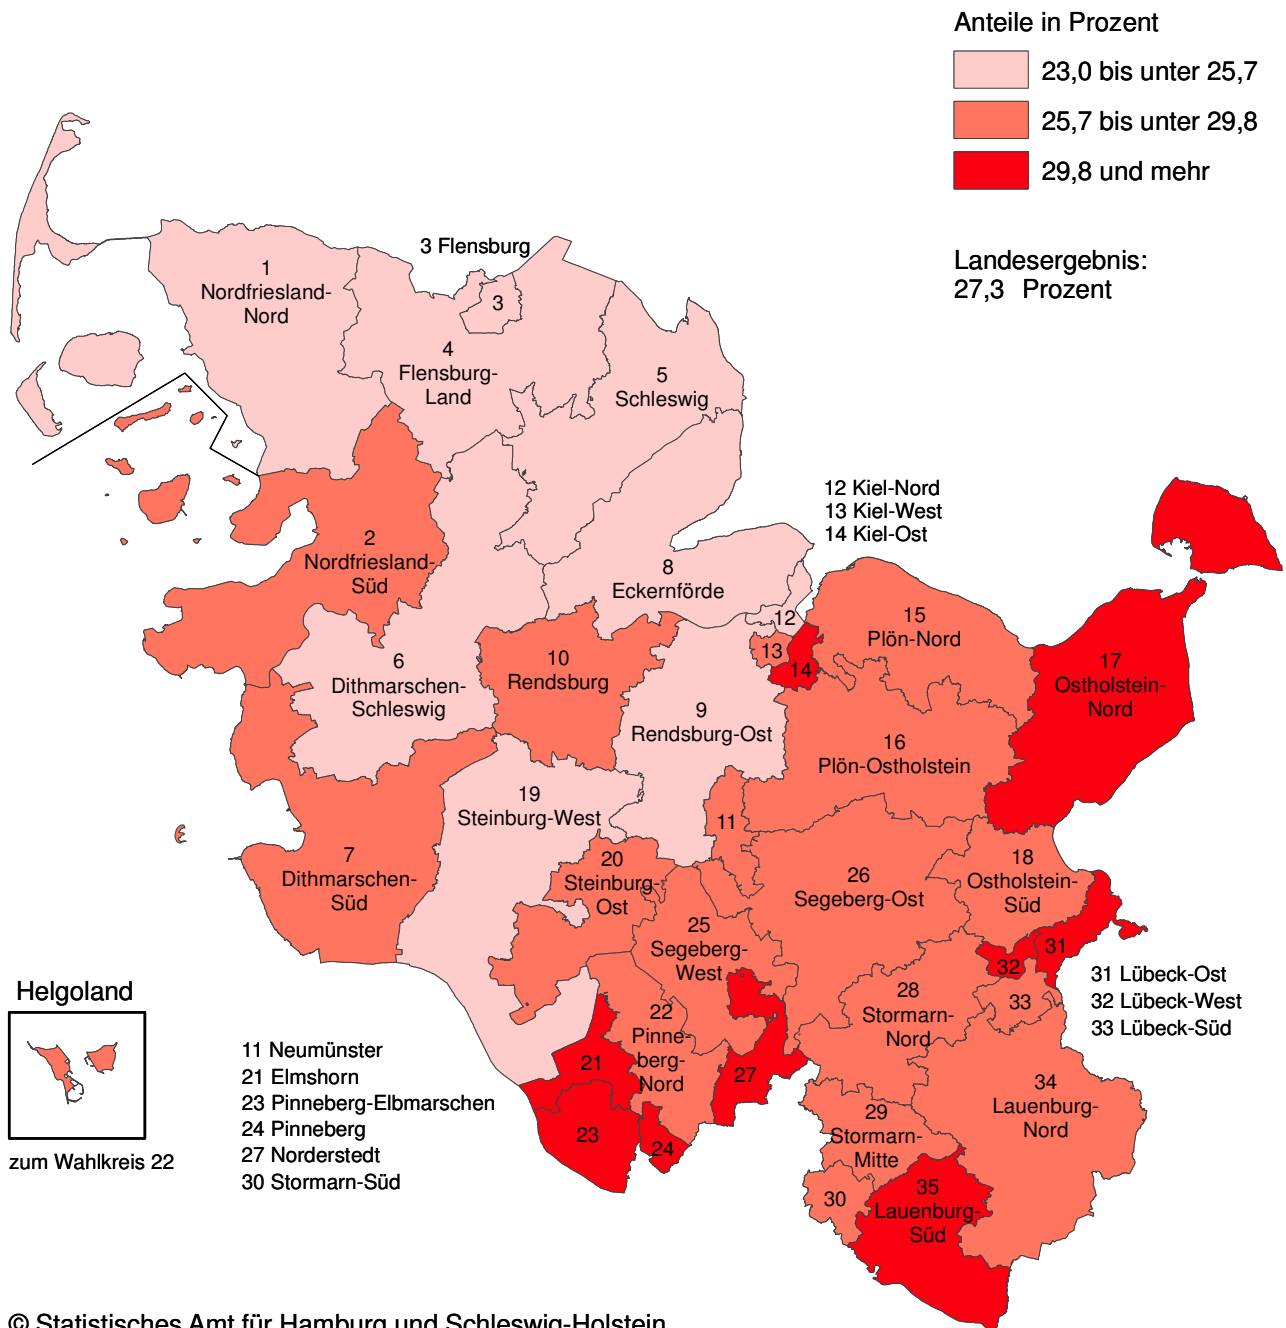 Anteile in Prozent
23,0 bis unter 25,7
25,7 bis unter 29,8
29,8 und mehr
Landesergebnis:
27,3 Prozent
3 Flensburg
1
Nordfriesland-
Nord
3
4
Flensburg-
Land
5
Schleswig
12 Kiel-Nord
13 Kiel-West
14 Kiel-Ost
2
Nordfriesland-
Süd
8
Eckernförde
12
13
14
15
Plön-Nord
6
Dithmarschen-
Schleswig
10
Rendsburg
17
Ostholstein-
Nord
9
Rendsburg-Ost
16
Plön-Ostholstein
19
Steinburg-West
11
7
Dithmarschen-
Süd
20
Steinburg-
Ost
26
Segeberg-Ost
18
Ostholstein-
Süd
25
Segeberg-
West
31
32
33
31 Lübeck-Ost
32 Lübeck-West
33 Lübeck-Süd
28
Stormarn-
Nord
22
Pinne-
berg-
Nord
Helgoland
zum Wahlkreis 22
11 Neumünster
21 Elmshorn
23 Pinneberg-Elbmarschen
24 Pinneberg
27 Norderstedt
30 Stormarn-Süd
21
27
23
24
34
Lauenburg-
Nord
29
Stormarn-
Mitte
30
35
Lauenburg-
Süd
© Statistisches Amt für Hamburg und Schleswig-Holstein